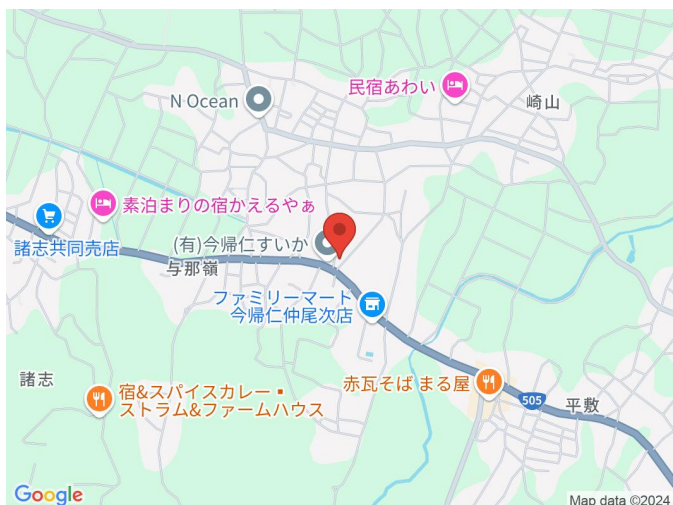 N Ocean
民宿あわい
崎山
素泊まりの宿かえるやぁ
諸志共同売店
(有)今帰仁すいか
与那嶺
ファミリーマート
今帰仁仲尾次店
諸志
宿&スパイスカレー・
ストラム&ファームハウス
赤瓦そば まる屋
505
平敷
Google
Map data ©2024